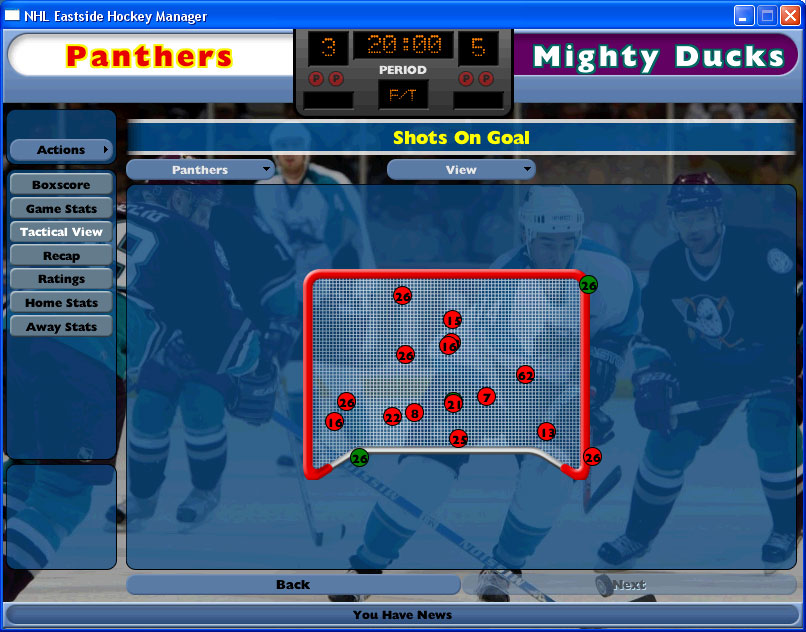 NHL Eastside Hockey Manager
Panthers
3
20:00
5
Mighty Ducks
PERIOD
P P
P P
F/T
Shots On Goal
Actions
Panthers
View
Boxscore
Game Stats
Tactical View
Recap
Ratings
Home Stats
Away Stats
26
26
15
16
26
62
26
7
21
22
8
16
25
13
26
26
Back
Next
You Have News